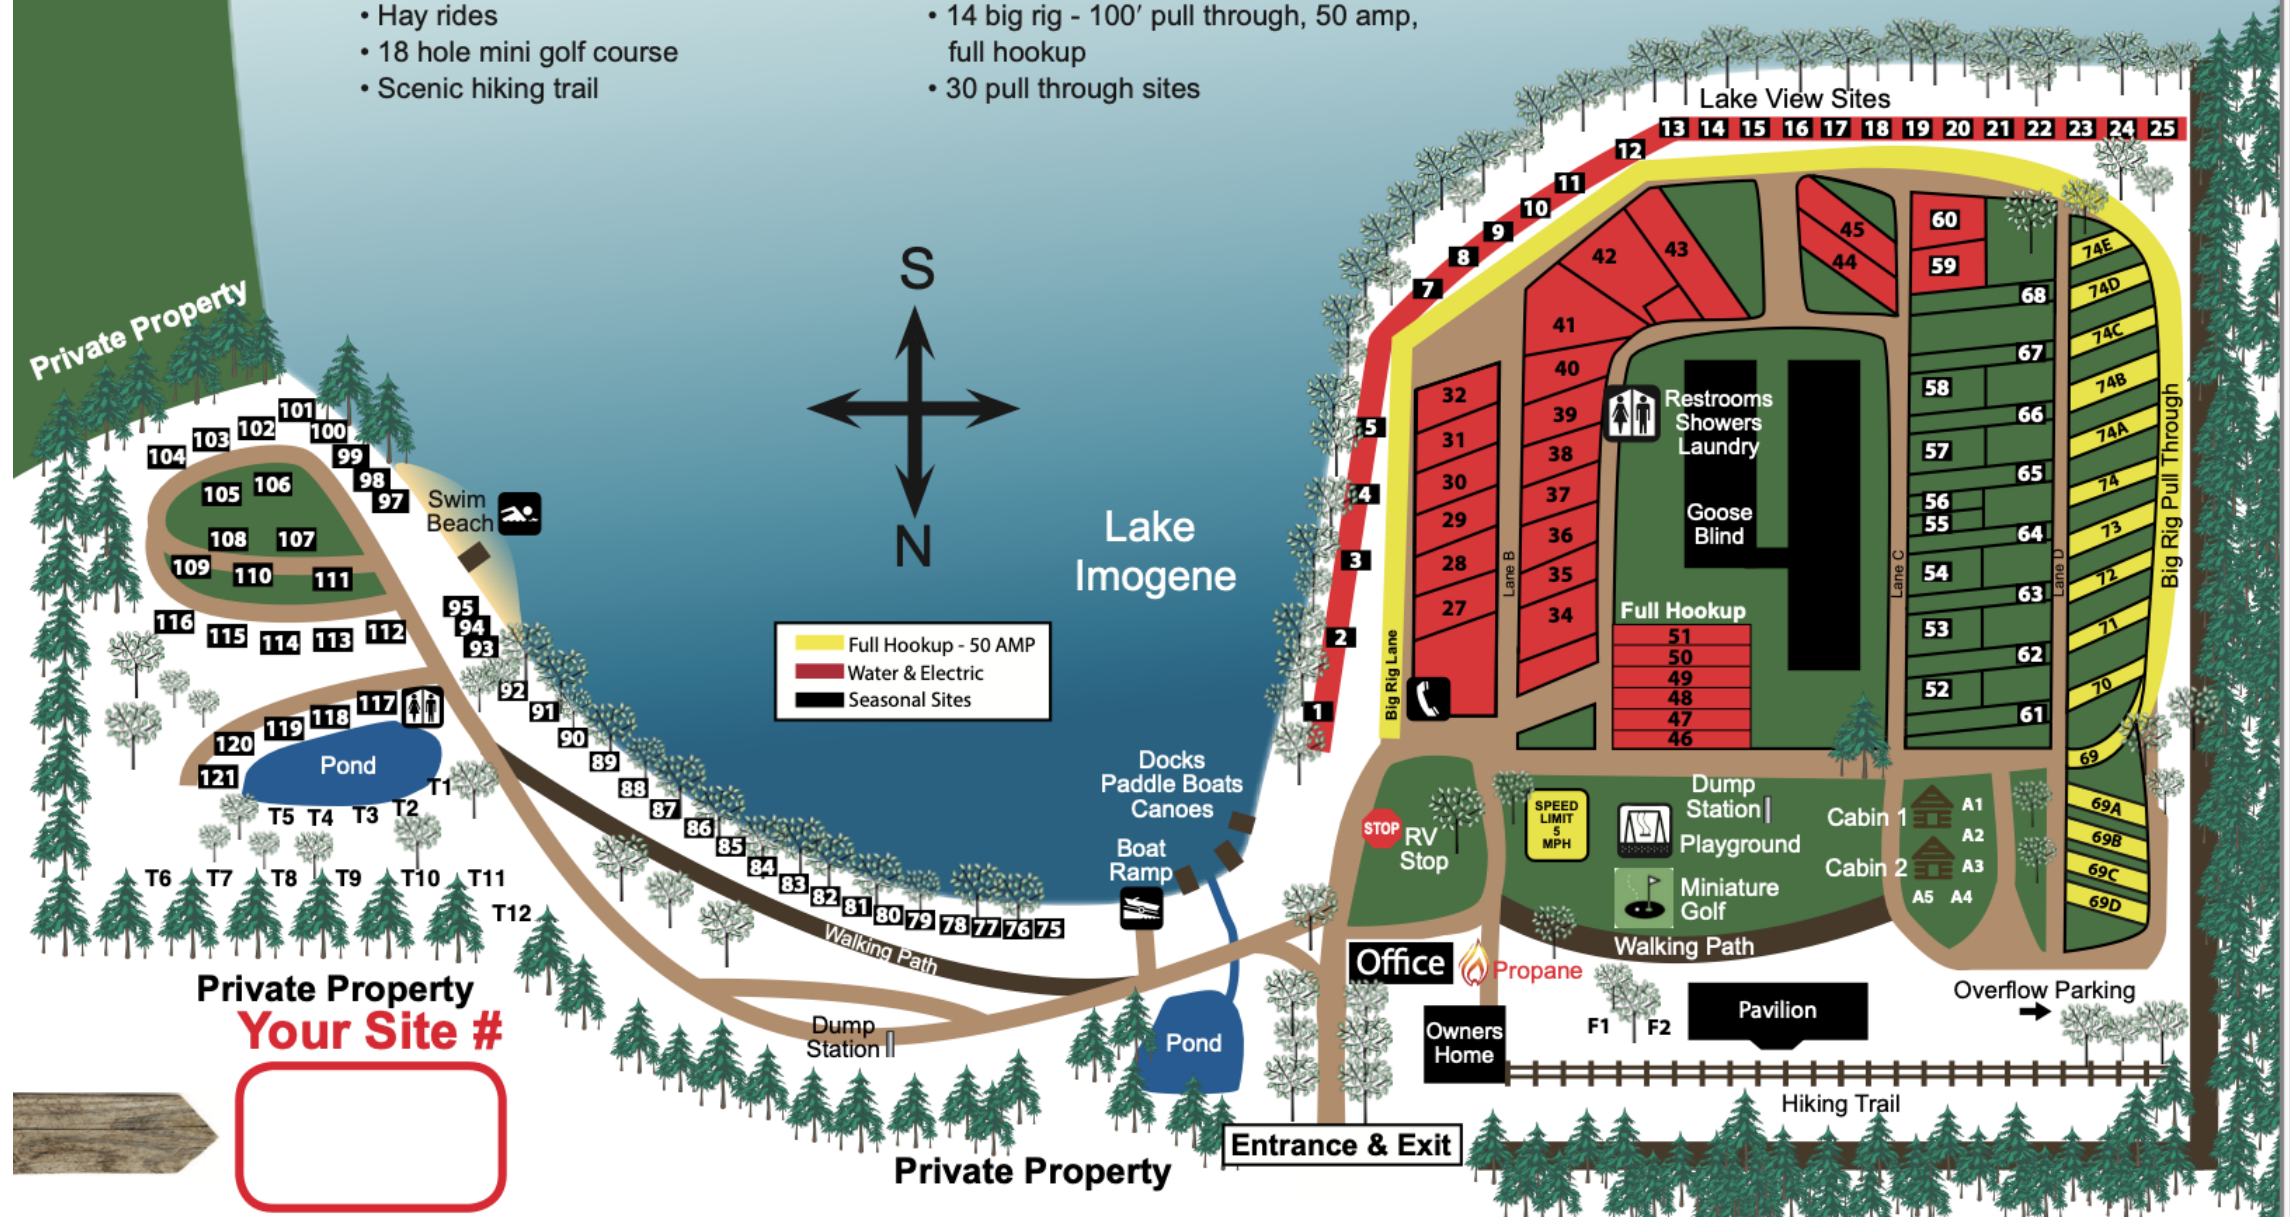 • Hay rides
• 18 hole mini golf course
• Scenic hiking trail
• 14 big rig - 100′ pull through, 50 amp,
full hookup
• 30 pull through sites
Lake View Sites
13 14 15 16 17 18 19 20 21 22 23 24 25
12
11
10
9
8
7
5
4
3
2
1
Big Rig Lane
32
31
30
29
28
27
Lane B
45
44
43
42
41
40
39
38
37
36
35
34
Restrooms
Showers
Laundry
Goose
Blind
Full Hookup
51
50
49
48
47
46
Lane C
60
59
58
57
56
55
54
53
52
68
67
66
65
64
63
62
61
Lane D
74E
74D
74C
74B
74A
74
73
72
71
70
69
69A
69B
69C
69D
Big Rig Pull Through
S
N
Lake
Imogene
Full Hookup - 50 AMP
Water & Electric
Seasonal Sites
Private Property
101
102
103
104
100
99
98
97
105
106
108
107
109
110
111
116
115
114
113
112
Swim
Beach
95
94
93
92
91
90
89
88
87
86
85
84
83
82
81
80
79
78
77
76
75
117
118
119
120
121
Pond
T1
T2
T3
T4
T5
T6 T7 T8 T9 T10 T11
T12
Private Property
Your Site #
Walking Path
Dump
Station
Docks
Paddle Boats
Canoes
Boat
Ramp
Pond
Private Property
Entrance & Exit
STOP
RV
Stop
SPEED
LIMIT
5
MPH
Dump
Station
Playground
Miniature
Golf
Walking Path
Cabin 1
Cabin 2
A1
A2
A3
A5 A4
Office
Propane
Owners
Home
F1 F2
Pavilion
Overflow Parking
Hiking Trail